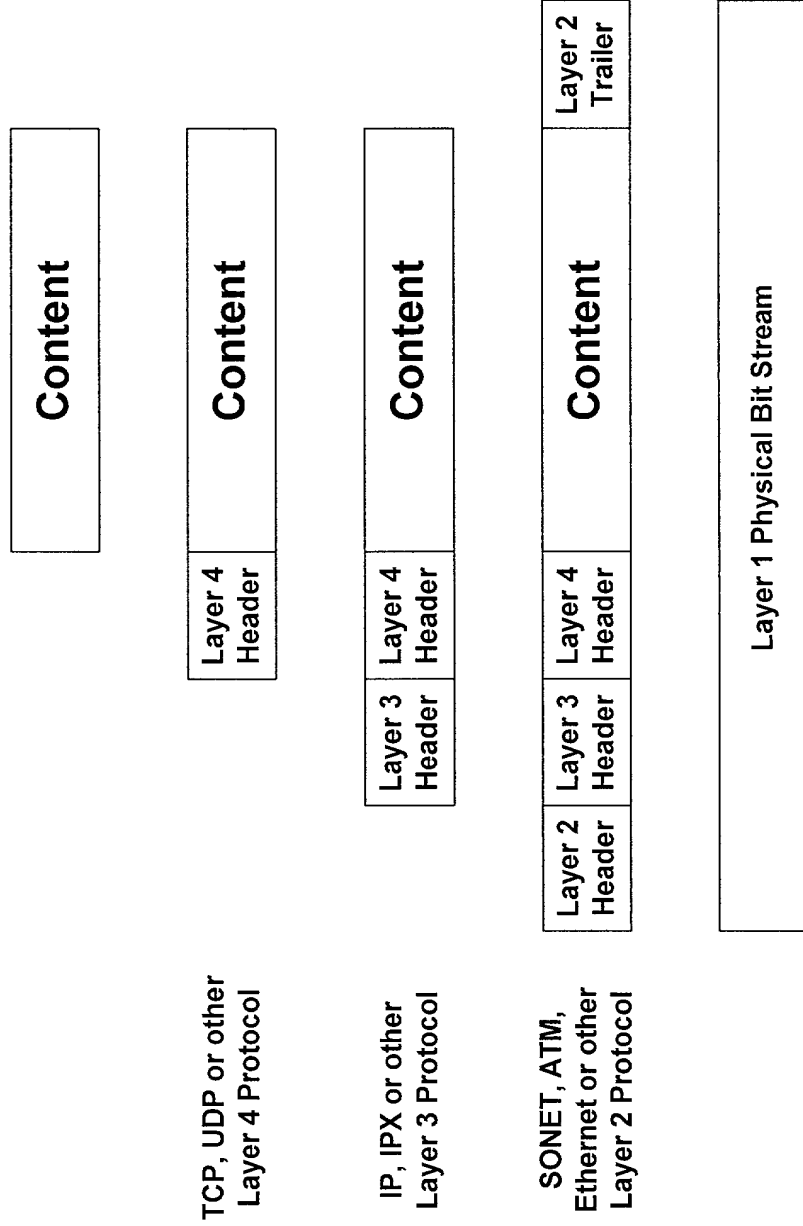 Content
TCP, UDP or other
Layer 4 Protocol
Layer 4
Header
Content
IP, IPX or other
Layer 3 Protocol
Layer 3
Header
Layer 4
Header
Content
SONET, ATM,
Ethernet or other
Layer 2 Protocol
Layer 2
Header
Layer 3
Header
Layer 4
Header
Content
Layer 2
Trailer
Layer 1 Physical Bit Stream